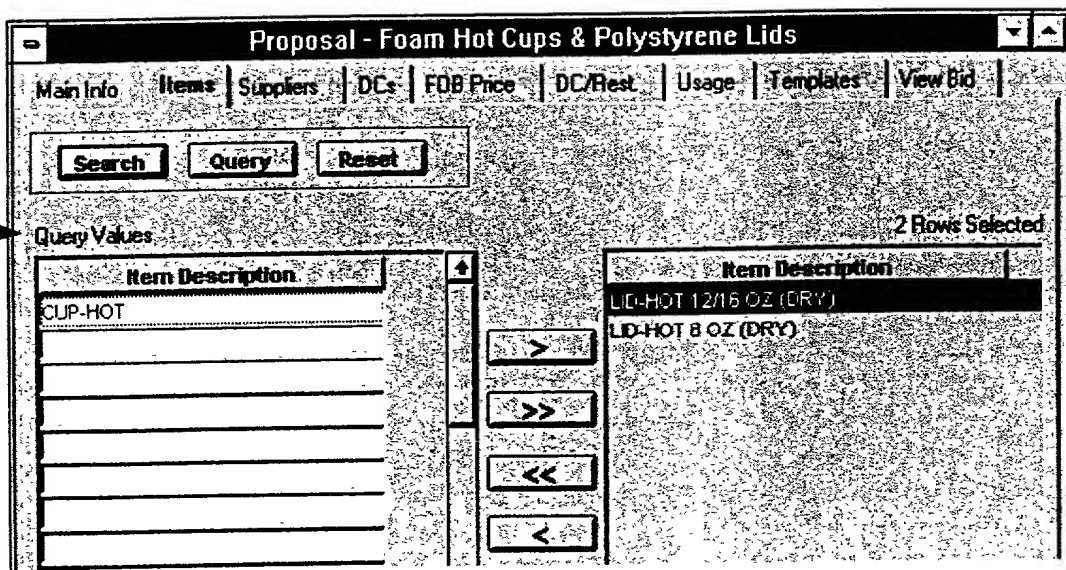 Proposal - Foam Hot Cups & Polystyrene Lids
Main Info Items Suppliers DCs FOB Price DC/Rest. Usage Templates View Bid
Search Query Reset
Query Values
2 Rows Selected
Item Description
Item Description
CUP-HOT
LID-HOT 12/16 OZ (DRY)
LID-HOT 8 OZ (DRY)
>
>>
<<
<